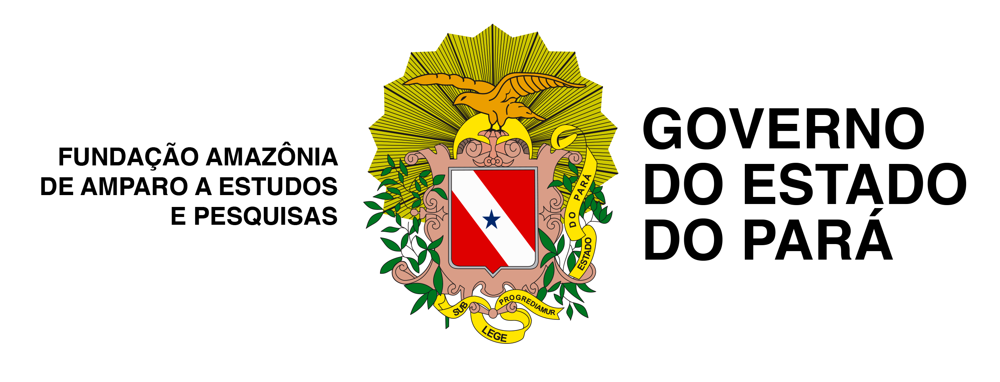 FUNDAÇÃO AMAZÔNIA
DE AMPARO A ESTUDOS
E PESQUISAS
DO PARÁ
ESTADO
SUB
LEGE
PROGREDIAMUR
GOVERNO
DO ESTADO
DO PARÁ